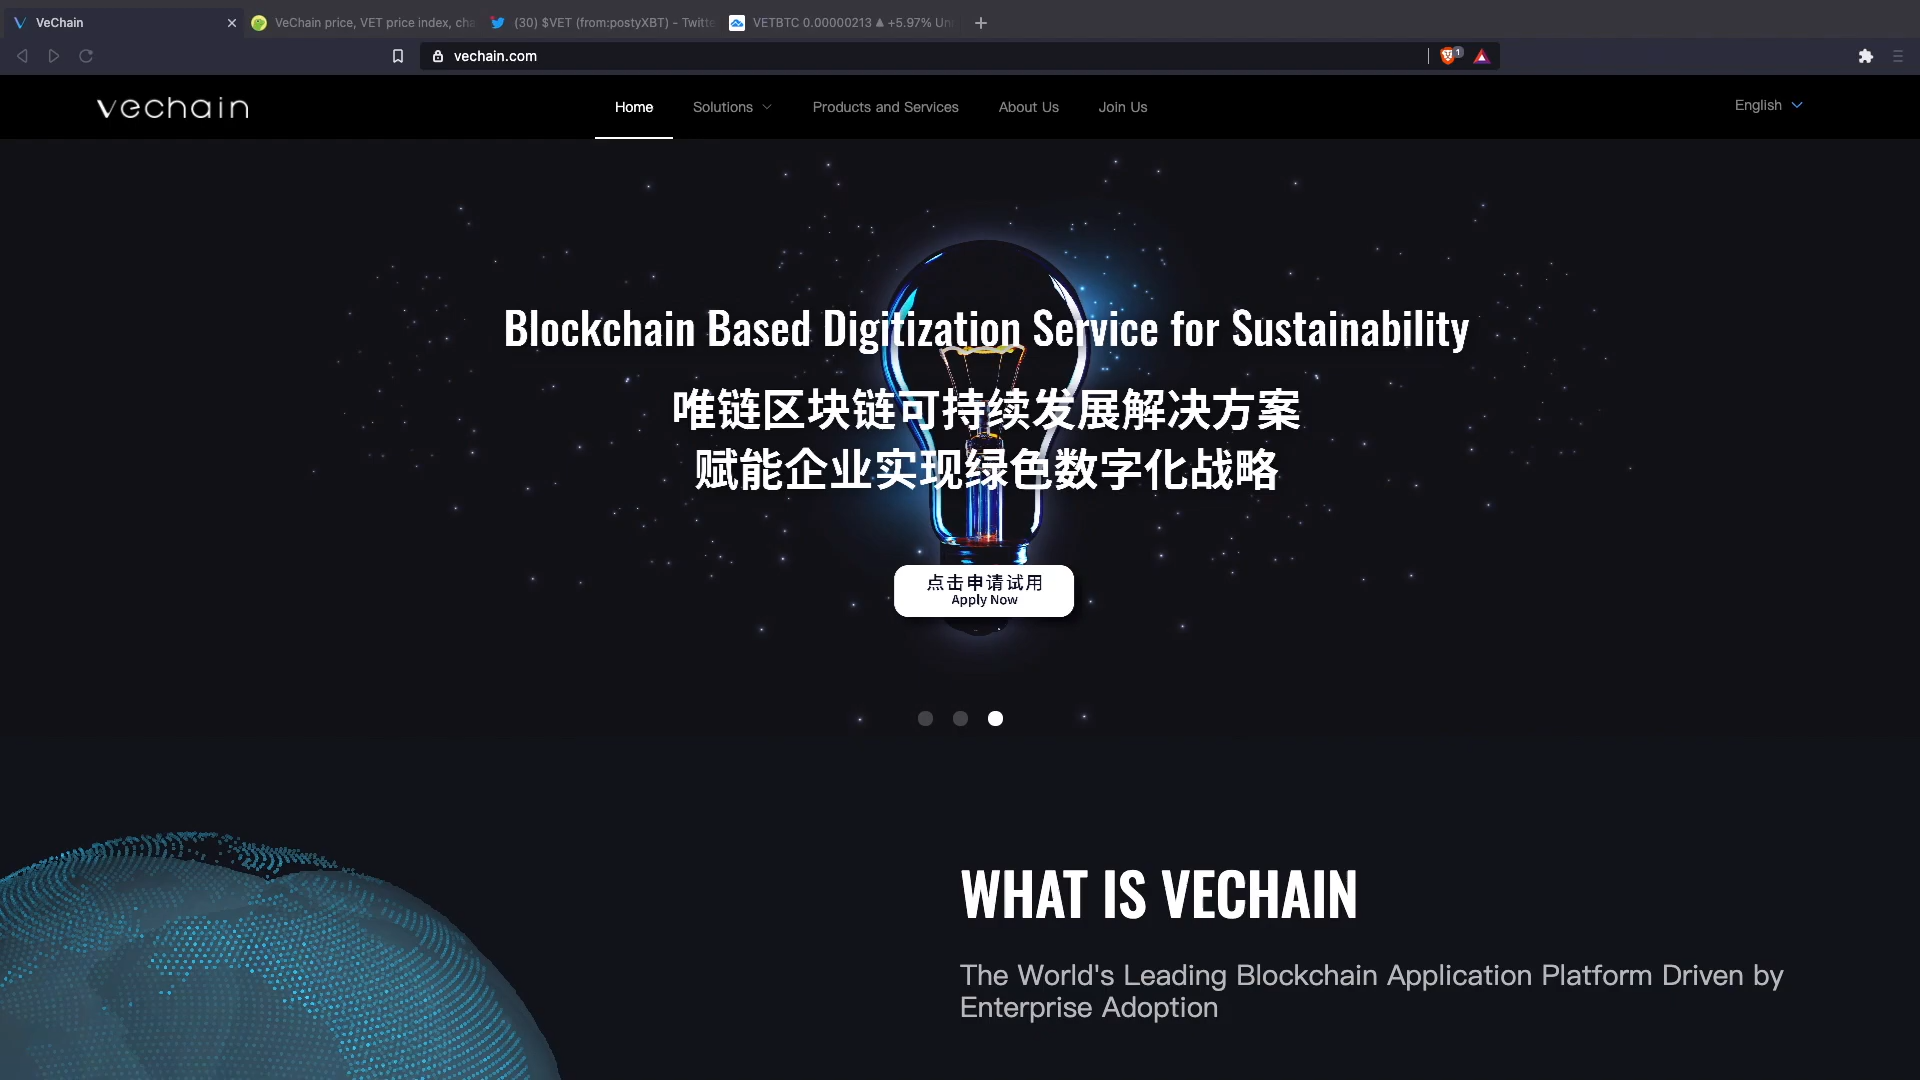 VeChain
VeChain price, VET price index, cha
(30) $VET (from:postyXBT) - Twitte
VETBTC 0.00000213 ▲ +5.97% Unn
vechain.com
1
vechain
Home
Solutions
Products and Services
About Us
Join Us
English
Blockchain Based Digitization Service for Sustainability
唯链区块链可持续发展解决方案
赋能企业实现绿色数字化战略
点击申请试用
Apply Now
WHAT IS VECHAIN
The World's Leading Blockchain Application Platform Driven by
Enterprise Adoption